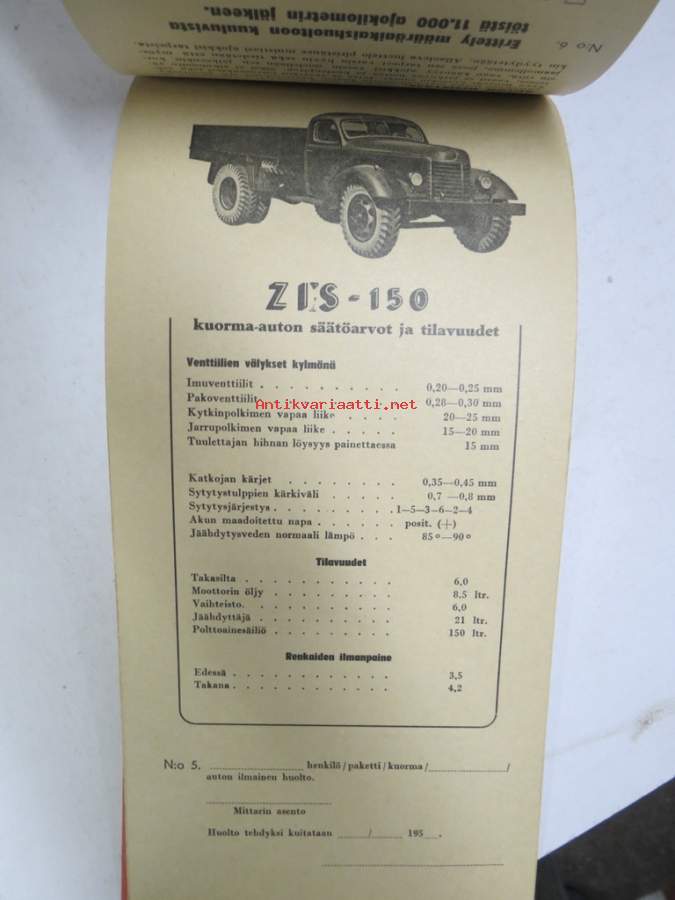 N:o 6.
Erittely määräaikaishuoltoon kuuluvista
töistä 11.000 ajokilometrin jälkeen.
ZIS-150
kuorma-auton säätöarvot ja tilavuudet
Venttiilien välykset kylmänä
Imuventtiilit . . . . . . . . . . 0,20—0,25 mm
Pakoventtiilit 0,28—0,30 mm
Antikvariaatti.net
Kytkinpolkimen vapaa liike . . . . 20—25 mm
Jarrupolkimen vapaa liike . . . . . 15—20 mm
Tuulettajan hihnan löysyys painettaessa 15 mm
Katkojan kärjet . . . . . . . . 0,35—0,45 mm
Sytytystulppien kärkiväli . . . . . 0,7 —0,8 mm
Sytytysjärjestys . . . . . . . . . . 1—5—3—6—2—4
Akun maadoitettu napa . . . . . . posit. (+)
Jäähdytysveden normaali lämpö . . . 85°—90°
Tilavuudet
Takasilta . . . . . . . . . . . 6,0
Moottorin öljy . . . . . . . . . . 8.5 ltr.
Vaihteisto. . . . . . . . . . . 6,0
Jäähdyttäjä . . . . . . . . . . . 21 ltr.
Polttoainesäiliö . . . . . . . . . 150 ltr.
Renkaiden ilmanpaine
Edessä . . . . . . . . . . . . 3,5
Takana . . . . . . . . . . . . 4,2
N:o 5. henkilö/paketti/kuorma/ /
auton ilmainen huolto.
Mittarin asento
Huolto tehdyksi kuitataan / 195 .